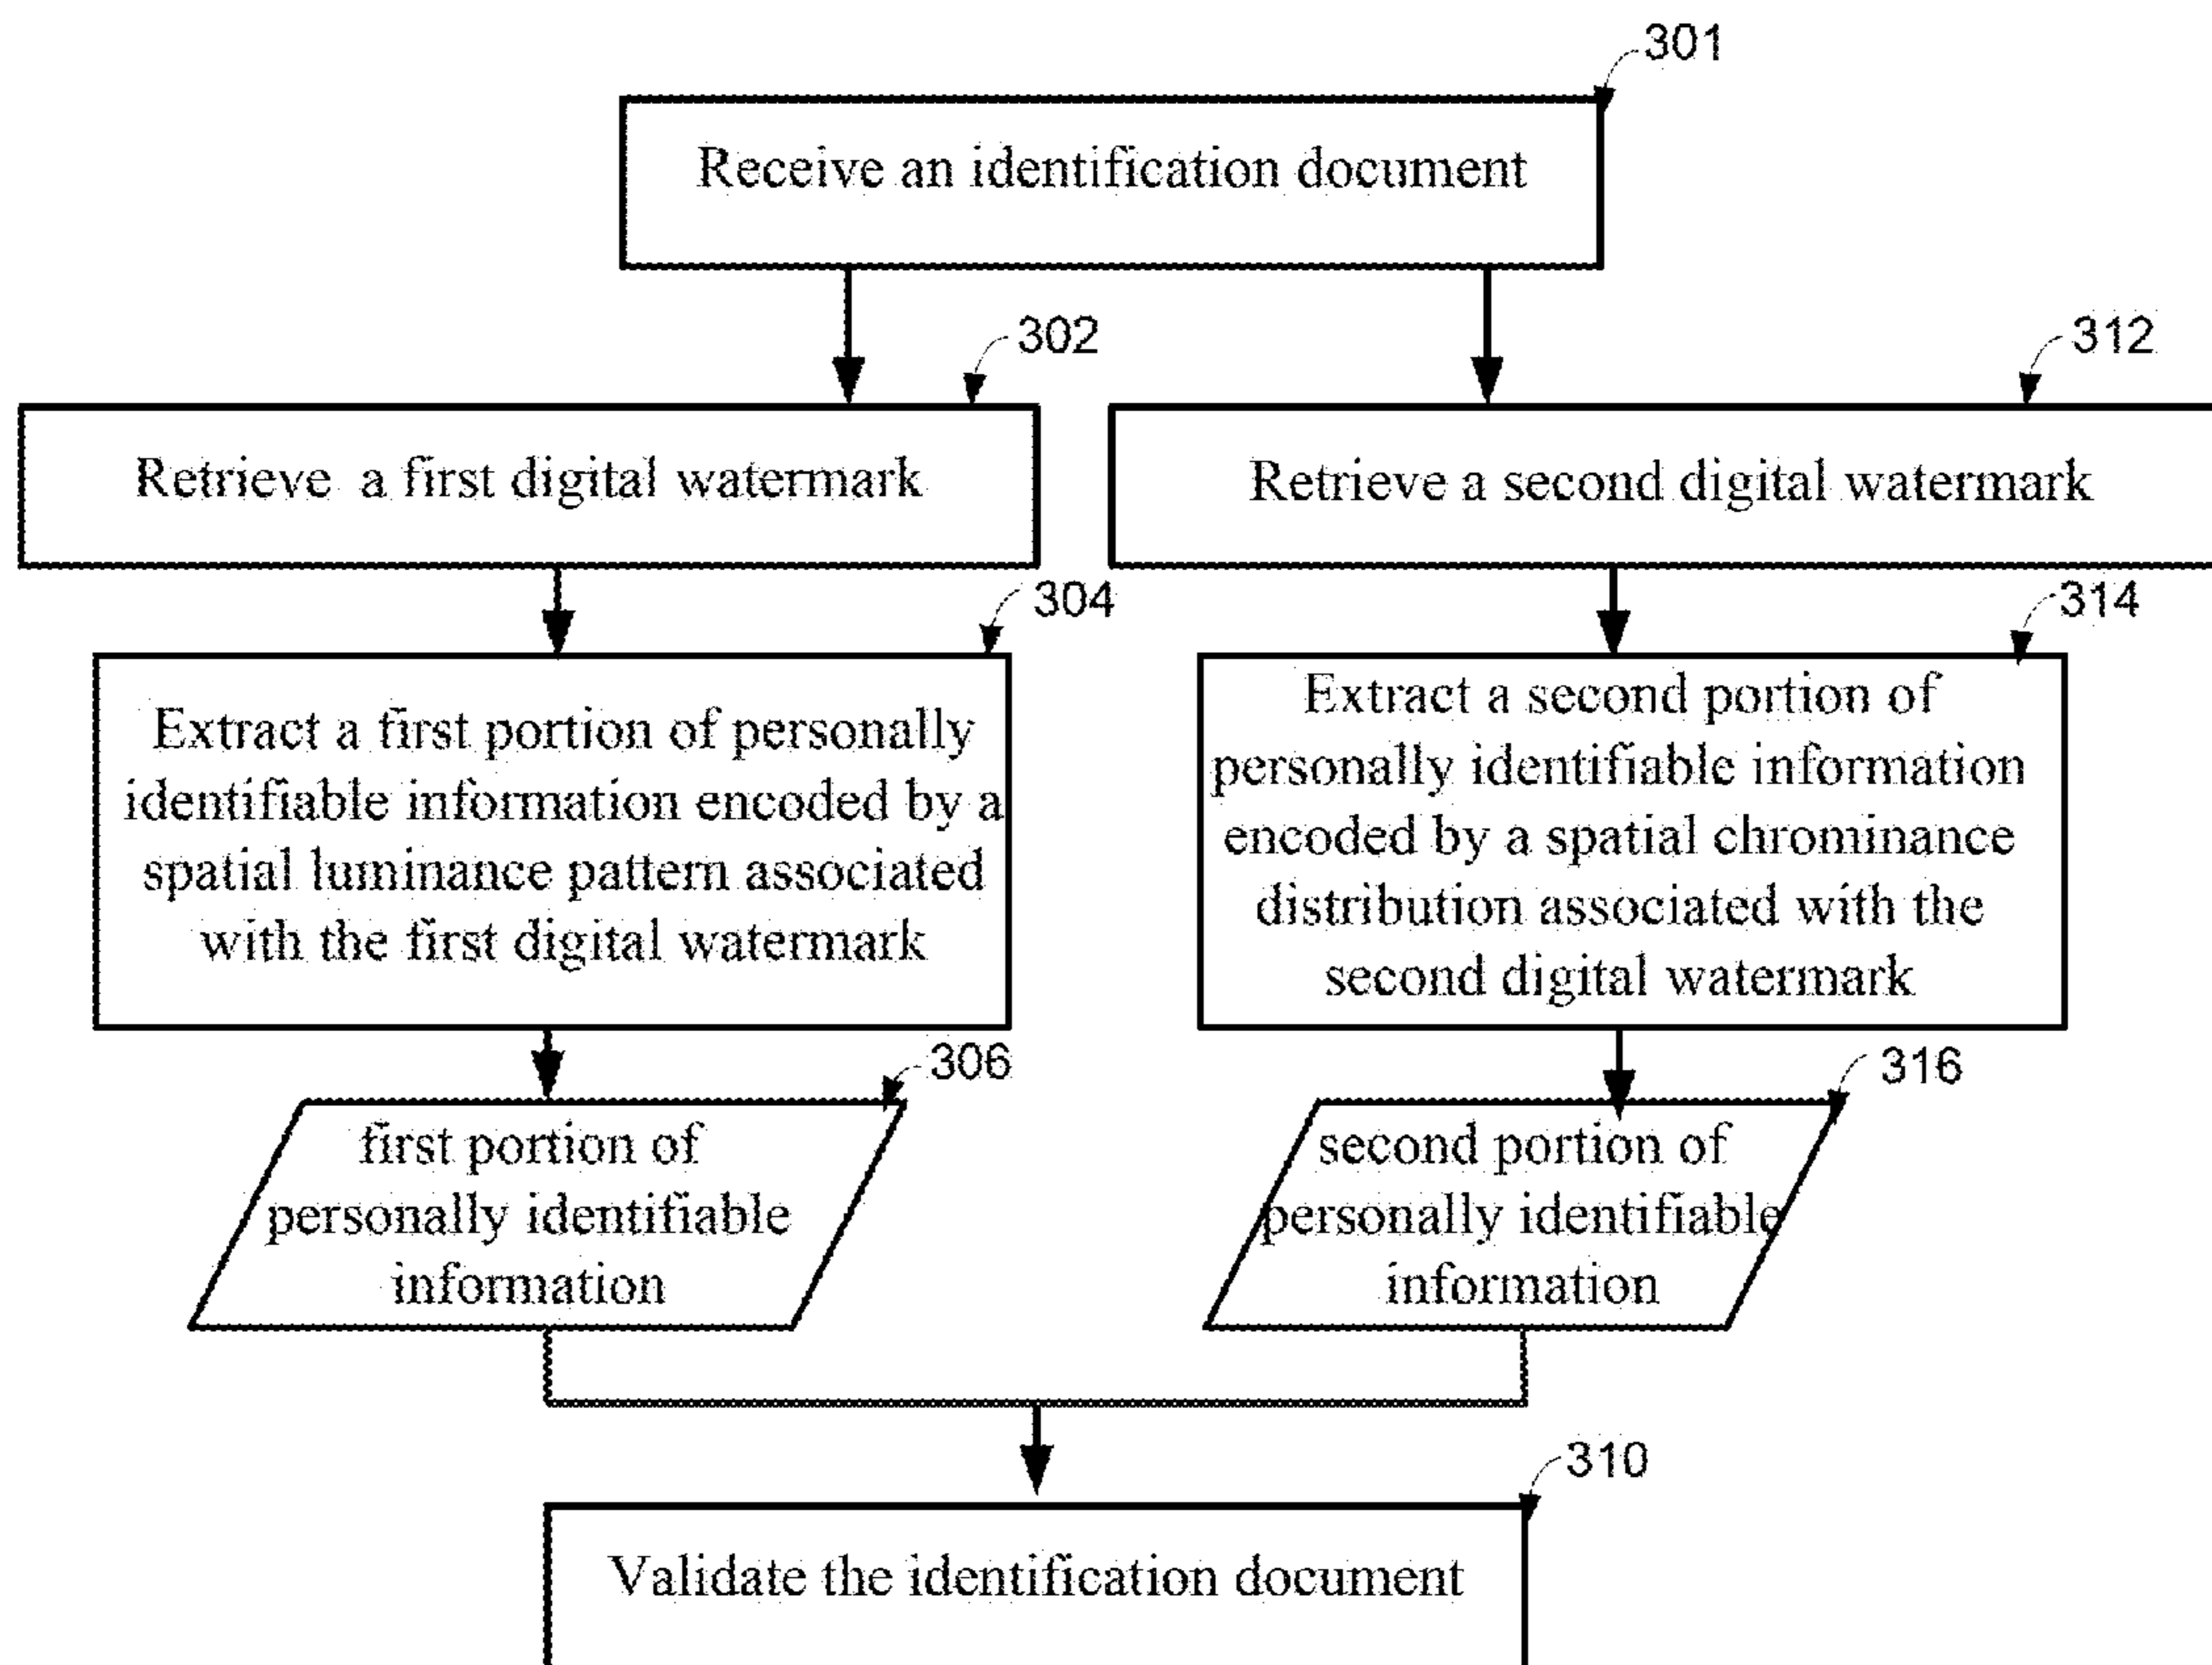 301
Receive an identification document
302
312
Retrieve a first digital watermark
Retrieve a second digital watermark
304
314
Extract a first portion of personally
identifiable information encoded by a
spatial luminance pattern associated
with the first digital watermark
Extract a second portion of
personally identifiable information
encoded by a spatial chrominance
distribution associated with the
second digital watermark
306
316
first portion of
personally identifiable
information
second portion of
personally identifiable
information
310
Validate the identification document